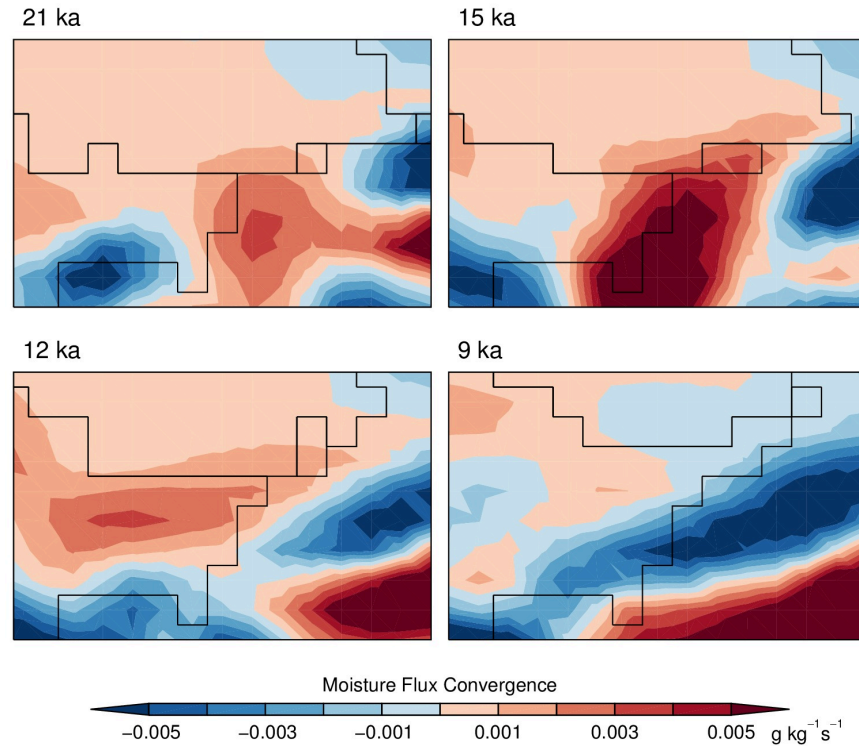 21 ka
15 ka
12 ka
9 ka
Moisture Flux Convergence
−0.005 −0.003 −0.001 0.001 0.003 0.005 g kg⁻¹s⁻¹